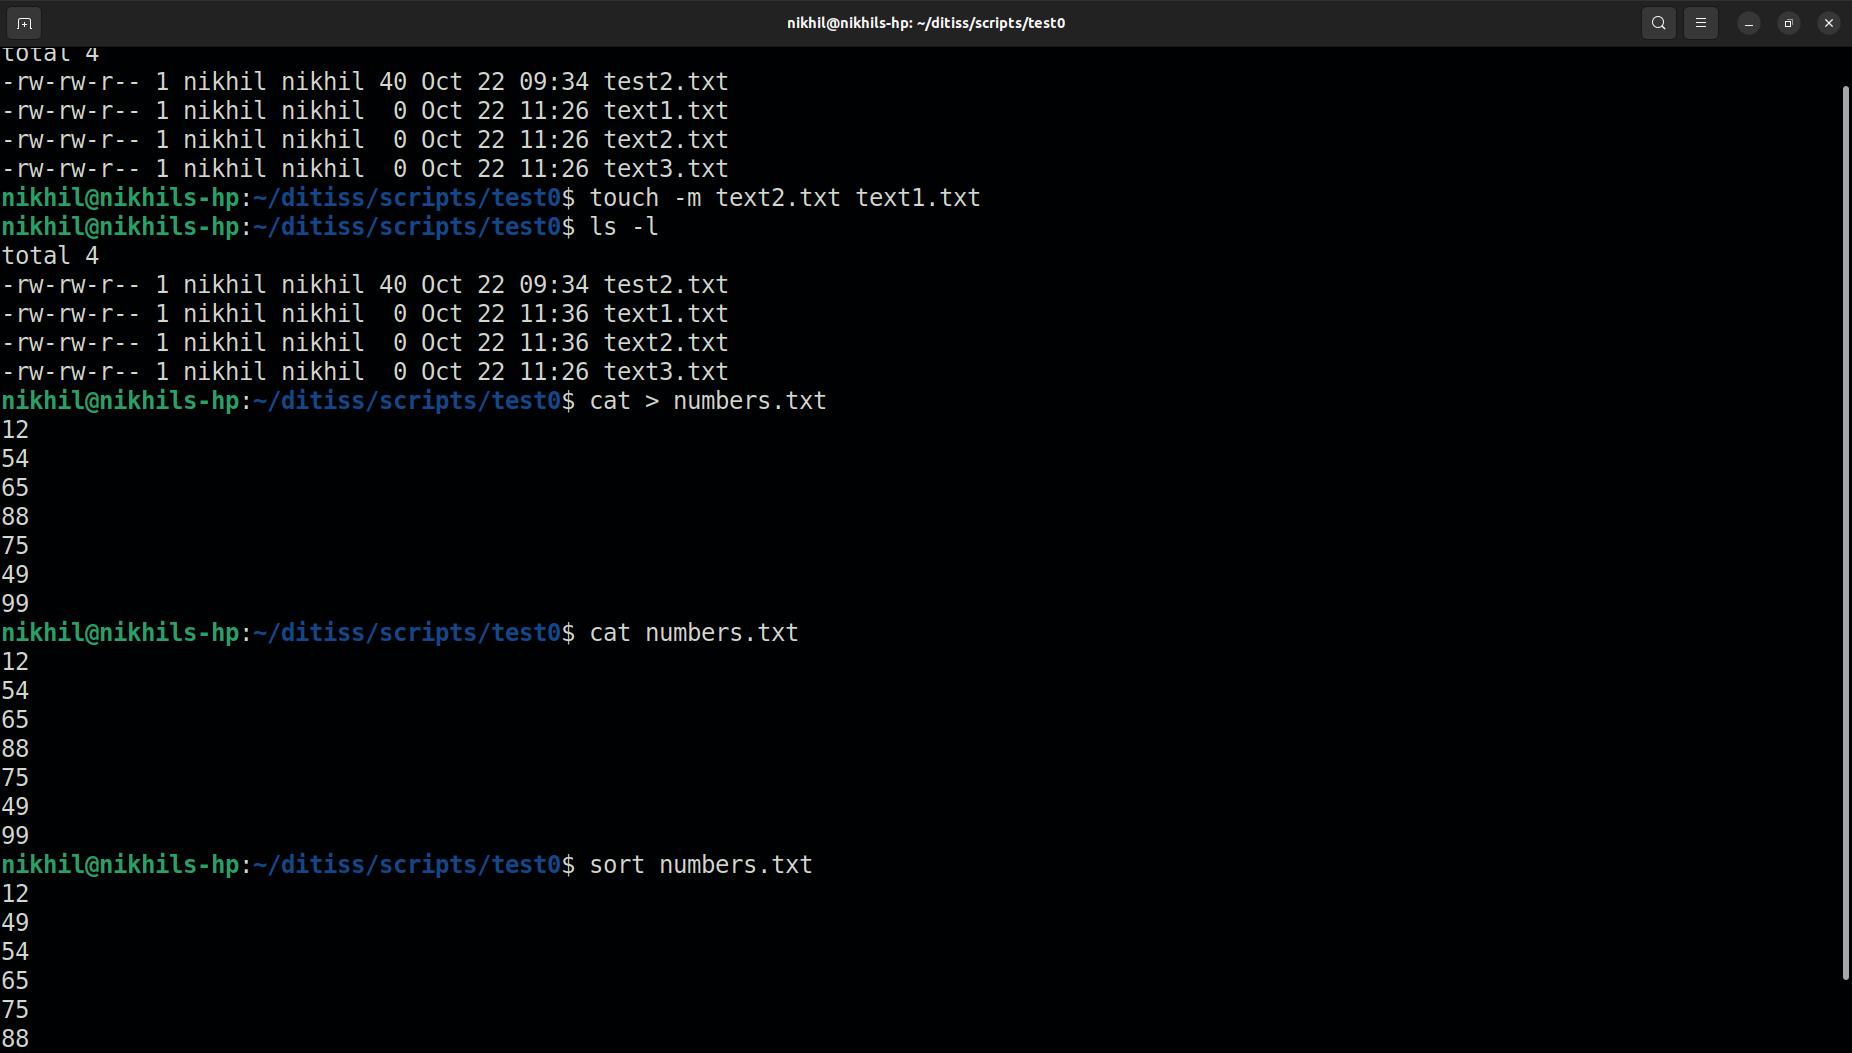 nikhil@nikhils-hp: ~/ditiss/scripts/test0
total 4
-rw-rw-r-- 1 nikhil nikhil 40 Oct 22 09:34 test2.txt
-rw-rw-r-- 1 nikhil nikhil  0 Oct 22 11:26 text1.txt
-rw-rw-r-- 1 nikhil nikhil  0 Oct 22 11:26 text2.txt
-rw-rw-r-- 1 nikhil nikhil  0 Oct 22 11:26 text3.txt
nikhil@nikhils-hp:~/ditiss/scripts/test0$ touch -m text2.txt text1.txt
nikhil@nikhils-hp:~/ditiss/scripts/test0$ ls -l
total 4
-rw-rw-r-- 1 nikhil nikhil 40 Oct 22 09:34 test2.txt
-rw-rw-r-- 1 nikhil nikhil  0 Oct 22 11:36 text1.txt
-rw-rw-r-- 1 nikhil nikhil  0 Oct 22 11:36 text2.txt
-rw-rw-r-- 1 nikhil nikhil  0 Oct 22 11:26 text3.txt
nikhil@nikhils-hp:~/ditiss/scripts/test0$ cat > numbers.txt
12
54
65
88
75
49
99
nikhil@nikhils-hp:~/ditiss/scripts/test0$ cat numbers.txt
12
54
65
88
75
49
99
nikhil@nikhils-hp:~/ditiss/scripts/test0$ sort numbers.txt
12
49
54
65
75
88